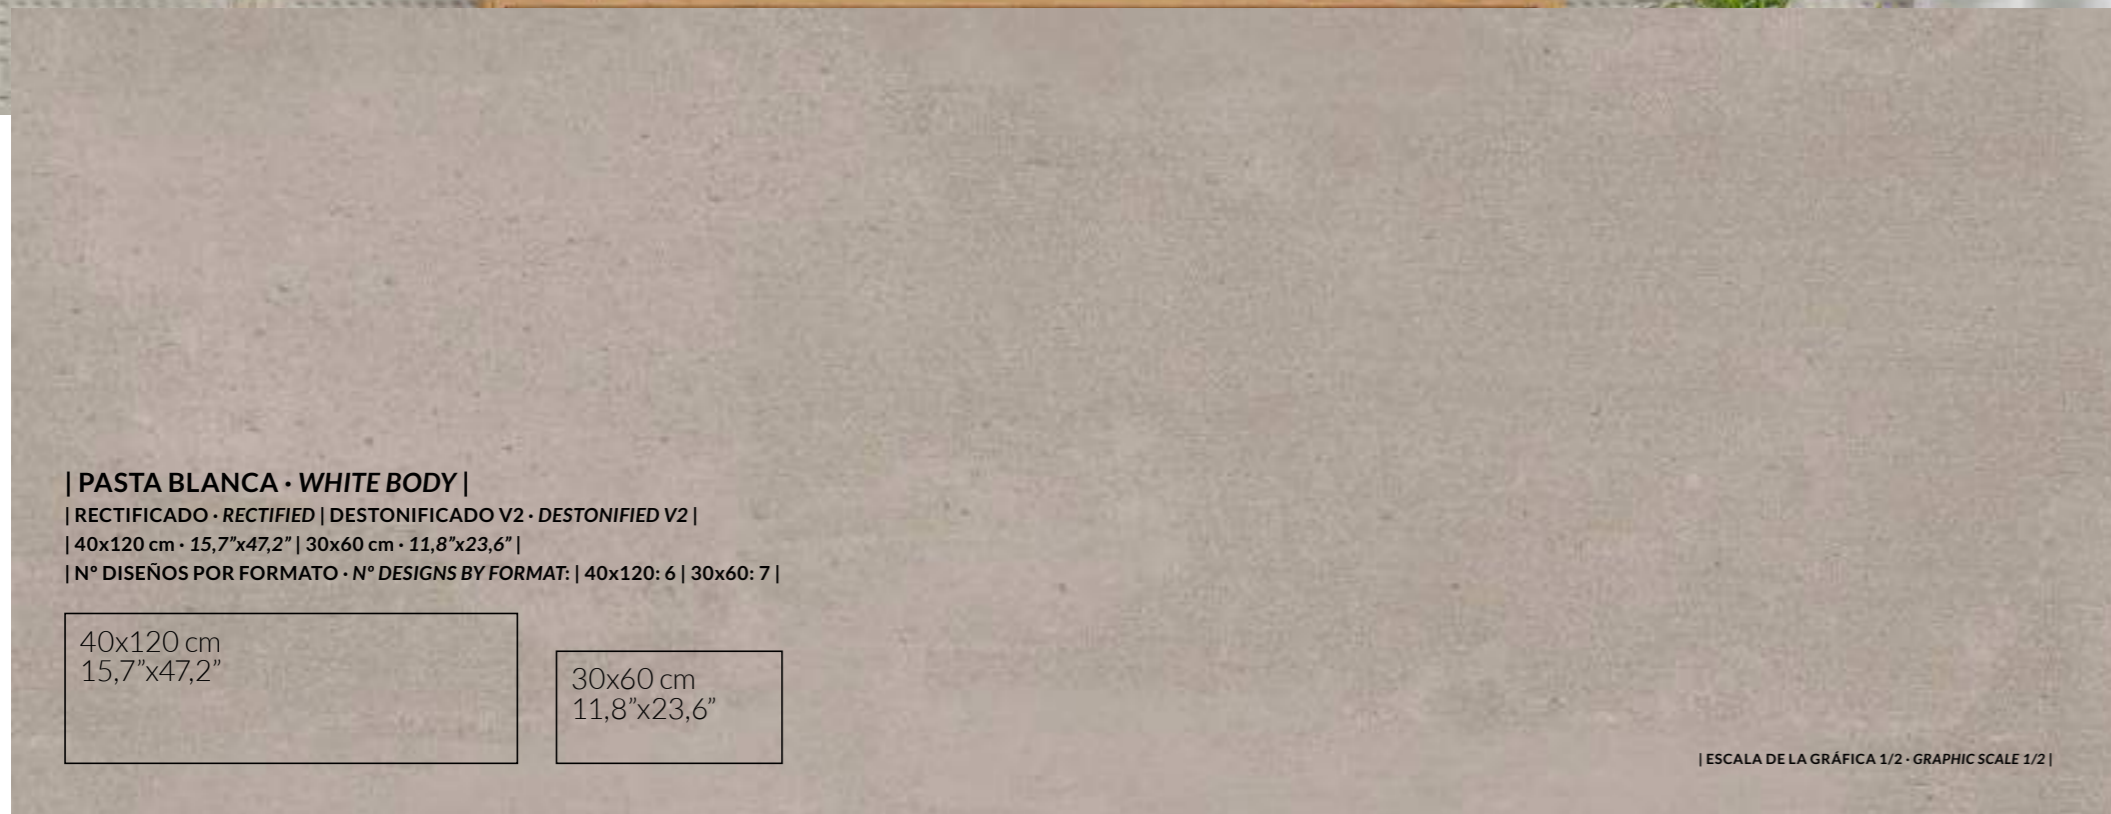 | PASTA BLANCA · WHITE BODY |
| RECTIFICADO · RECTIFIED | DESTONIFICADO V2 · DESTONIFIED V2 |
| 40x120 cm · 15,7”x47,2” | 30x60 cm · 11,8”x23,6” |
| Nº DISEÑOS POR FORMATO · Nº DESIGNS BY FORMAT: | 40x120: 6 | 30x60: 7 |
40x120 cm
15,7”x47,2”
30x60 cm
11,8”x23,6”
| ESCALA DE LA GRÁFICA 1/2 · GRAPHIC SCALE 1/2 |